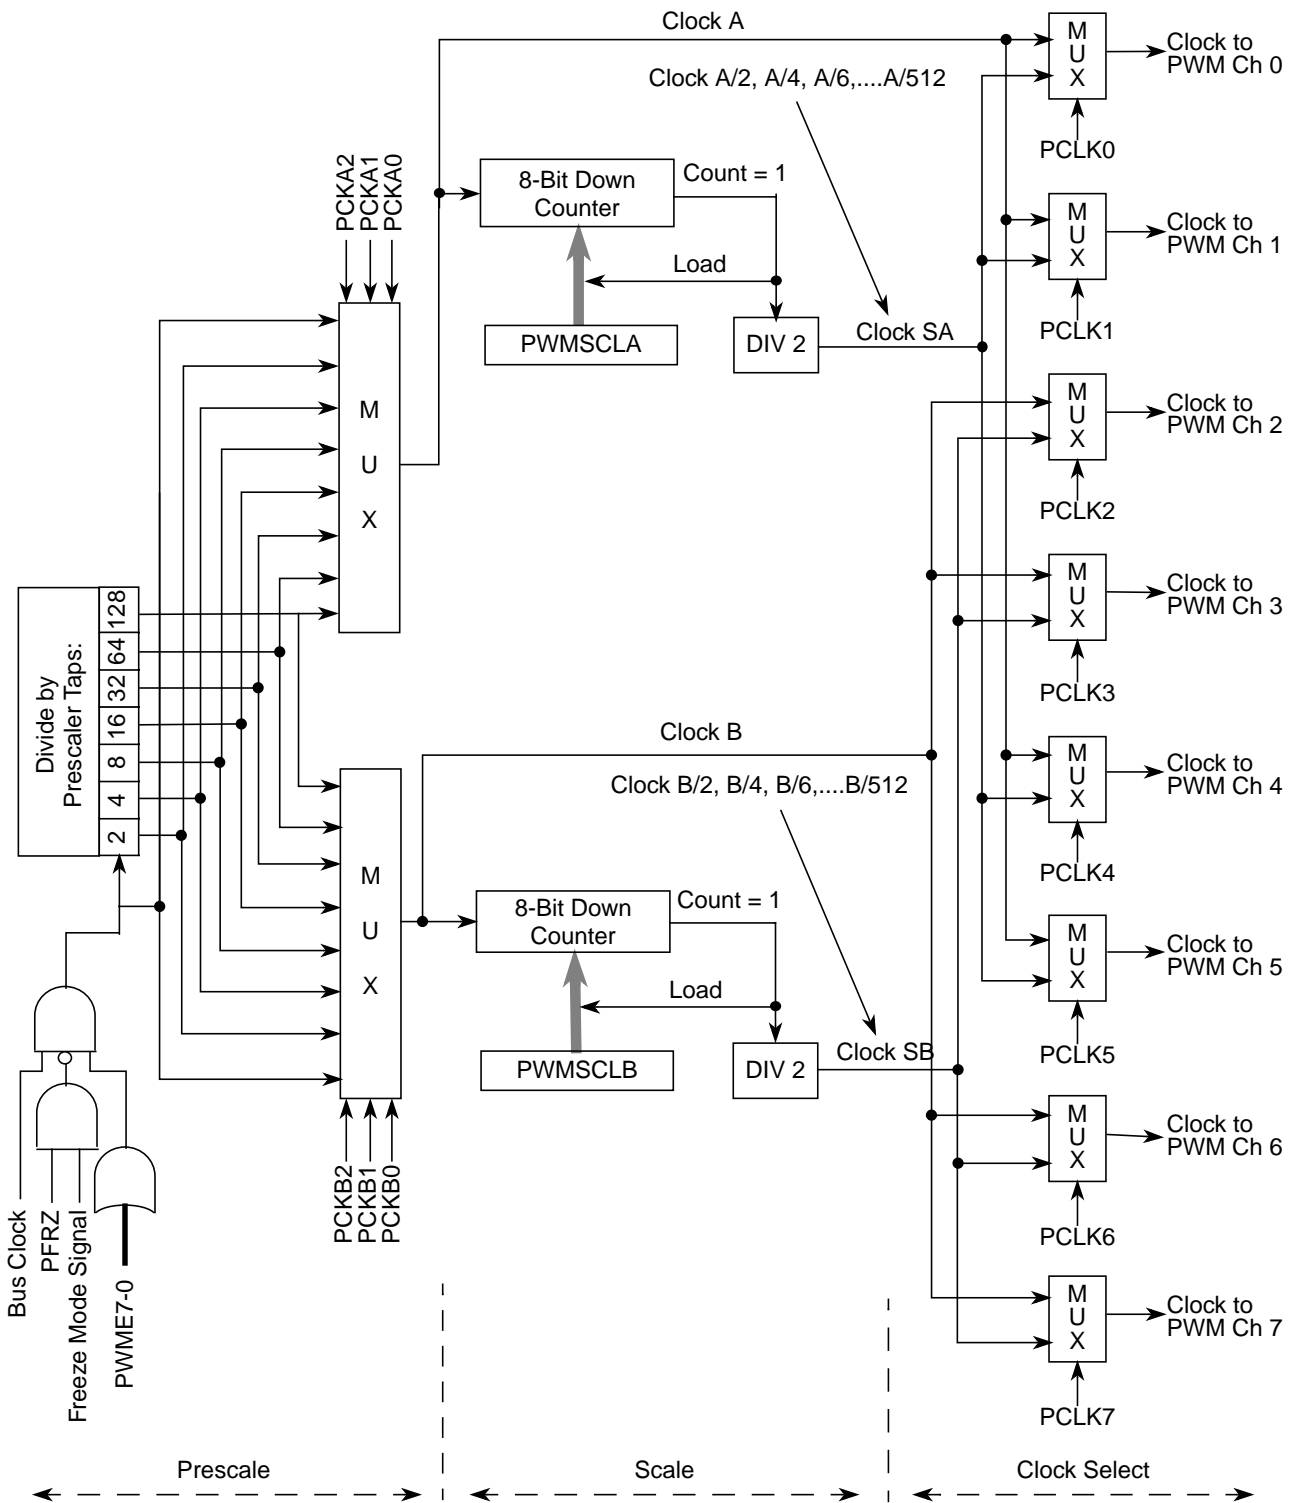 Clock A
Clock A/2, A/4, A/6,....A/512
M
U
X
Clock to
PWM Ch 0
PCLK0
PCKA2
PCKA1
PCKA0
8-Bit Down
Counter
Count = 1
Load
PWMSCLA
DIV 2
Clock SA
M
U
X
Clock to
PWM Ch 1
PCLK1
M
U
X
M
U
X
Clock to
PWM Ch 2
PCLK2
M
U
X
Clock to
PWM Ch 3
PCLK3
Divide by
Prescaler Taps:
128
64
32
16
8
4
2
Clock B
Clock B/2, B/4, B/6,....B/512
M
U
X
Clock to
PWM Ch 4
PCLK4
M
U
X
8-Bit Down
Counter
Count = 1
Load
PWMSCLB
DIV 2
Clock SB
M
U
X
Clock to
PWM Ch 5
PCLK5
PCKB2
PCKB1
PCKB0
M
U
X
Clock to
PWM Ch 6
PCLK6
Bus Clock
PFRZ
Freeze Mode Signal
PWME7-0
M
U
X
Clock to
PWM Ch 7
PCLK7
Prescale
Scale
Clock Select